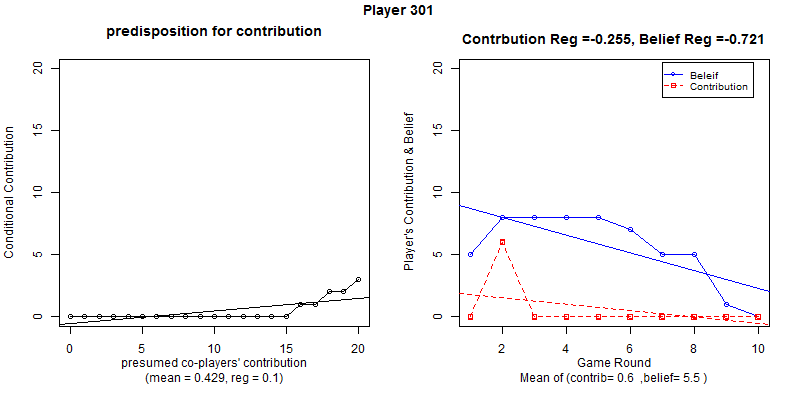 Player 301
predisposition for contribution
Conditional Contribution
0 5 10 15 20
0 5 10 15 20
presumed co-players' contribution
(mean = 0.429, reg = 0.1)
Contrbution Reg =-0.255, Belief Reg =-0.721
Player's Contribution & Belief
0 5 10 15 20
Beleif
Contribution
2 4 6 8 10
Game Round
Mean of (contrib= 0.6 ,belief= 5.5 )